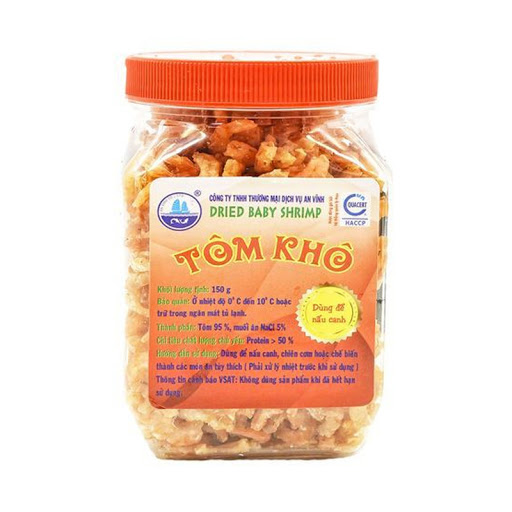 CÔNG TY TNHH THƯƠNG MẠI DỊCH VỤ AN VĨNH
DRIED BABY SHRIMP
®
QUACERT
HACCP
TÔM KHÔ
Khối lượng tịnh: 150 g
Bảo quản: Ở nhiệt độ 0° C đến 10° C hoặc
trữ trong ngăn mát tủ lạnh.
Thành phần: Tôm 95 %, muối ăn NaCl 5%
Chỉ tiêu chất lượng chủ yếu: Protein > 50 %
Hướng dẫn sử dụng: Dùng để nấu canh, chiên cơm hoặc chế biến
thành các món ăn tùy thích ( Phải xử lý nhiệt trước khi sử dụng )
Thông tin cảnh báo VSAT: Không dùng sản phẩm khi đã hết hạn
sử dụng.
Dùng để
nấu canh